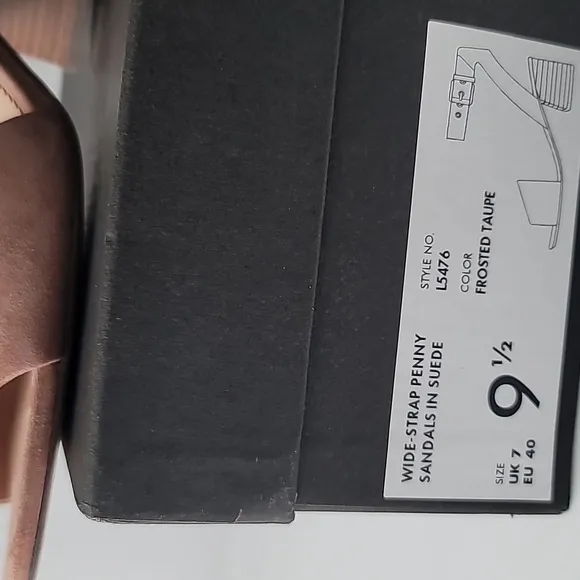 WIDE-STRAP PENNY
SANDALS IN SUEDE
STYLE NO.
L5476
COLOR
FROSTED TAUPE
SIZE
UK 7
EU 40
9 1/2